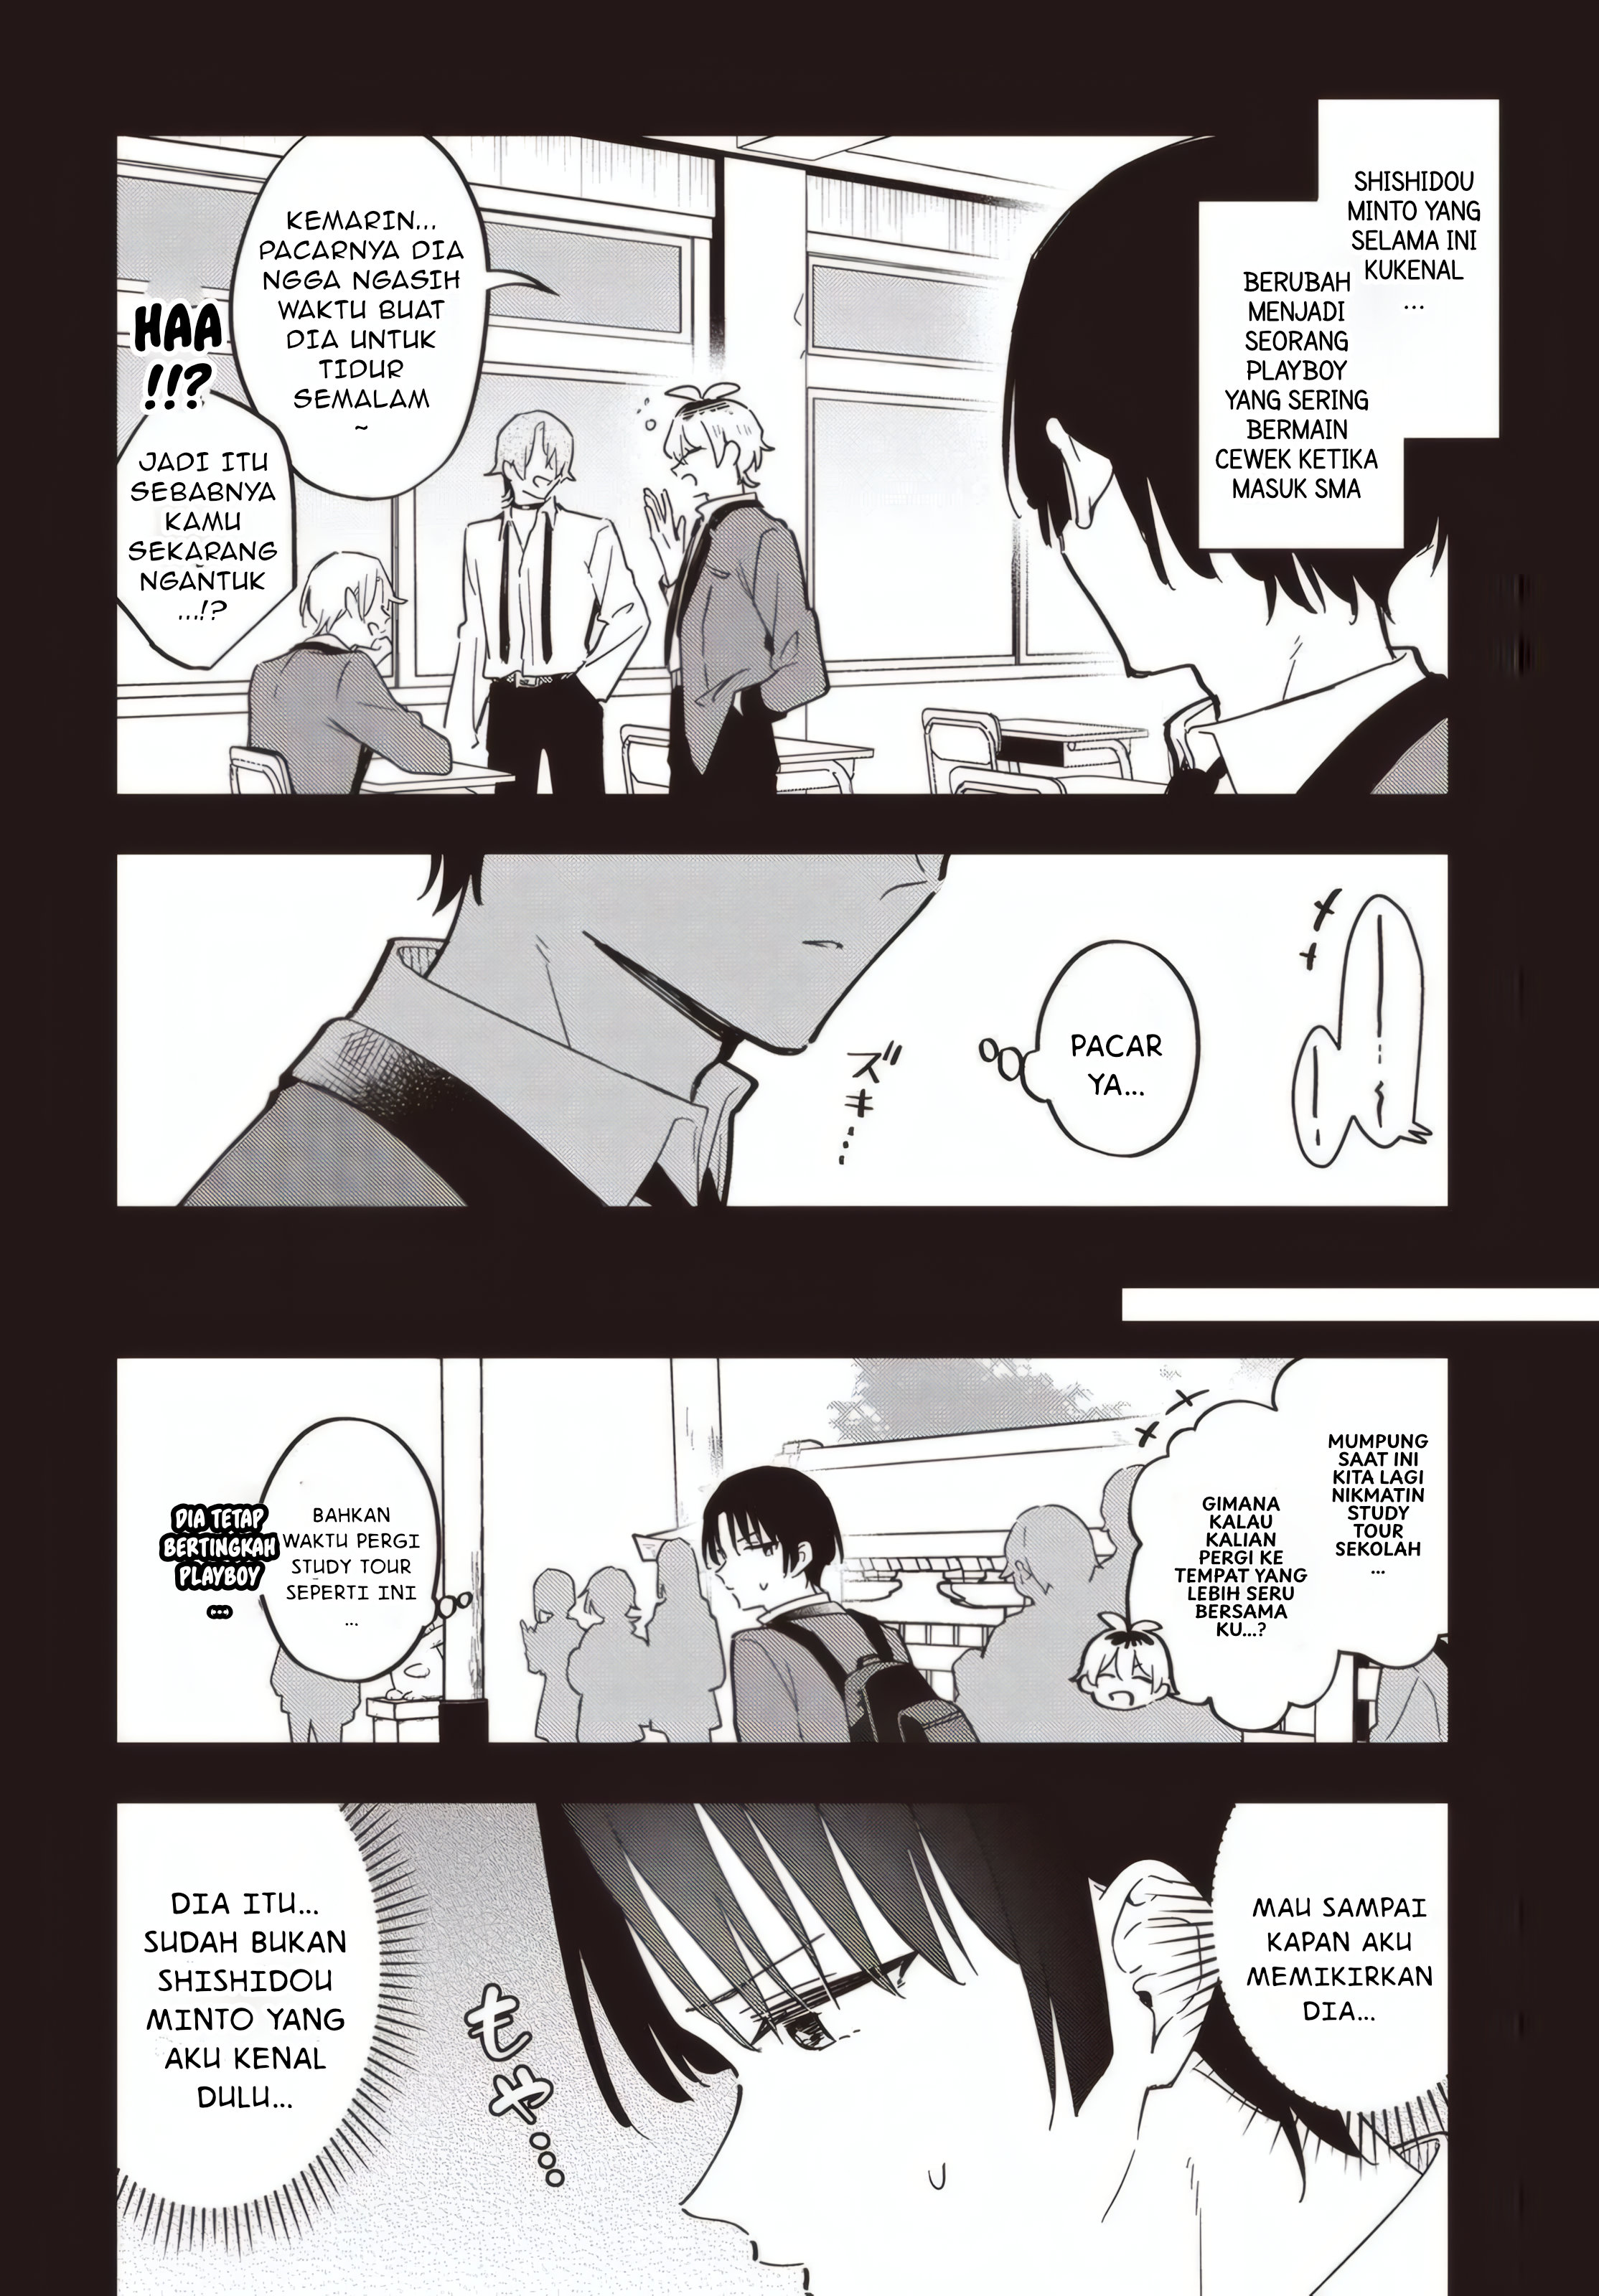 SHISHIDOU
MINTO YANG
SELAMA INI
KUKENAL
...
BERUBAH
MENJADI
SEORANG
PLAYBOY
YANG SERING
BERMAIN
CEWEK KETIKA
MASUK SMA
KEMARIN...
PACARNYA DIA
NGGA NGASIH
WAKTU BUAT
DIA UNTUK
TIDUR
SEMALAM
~
HAA
!!?
JADI ITU
SEBABNYA
KAMU
SEKARANG
NGANTUK
...!?
PACAR
YA...
ズキ…
MUMPUNG
SAAT INI
KITA LAGI
NIKMATIN
STUDY
TOUR
SEKOLAH
...
GIMANA
KALAU
KALIAN
PERGI KE
TEMPAT YANG
LEBIH SERU
BERSAMA
KU...?
BAHKAN
WAKTU PERGI
STUDY TOUR
SEPERTI INI
...
DIA TETAP
BERTINGKAH
PLAYBOY
...
MAU SAMPAI
KAPAN AKU
MEMIKIRKAN
DIA...
もや…
DIA ITU...
SUDAH BUKAN
SHISHIDOU
MINTO YANG
AKU KENAL
DULU...